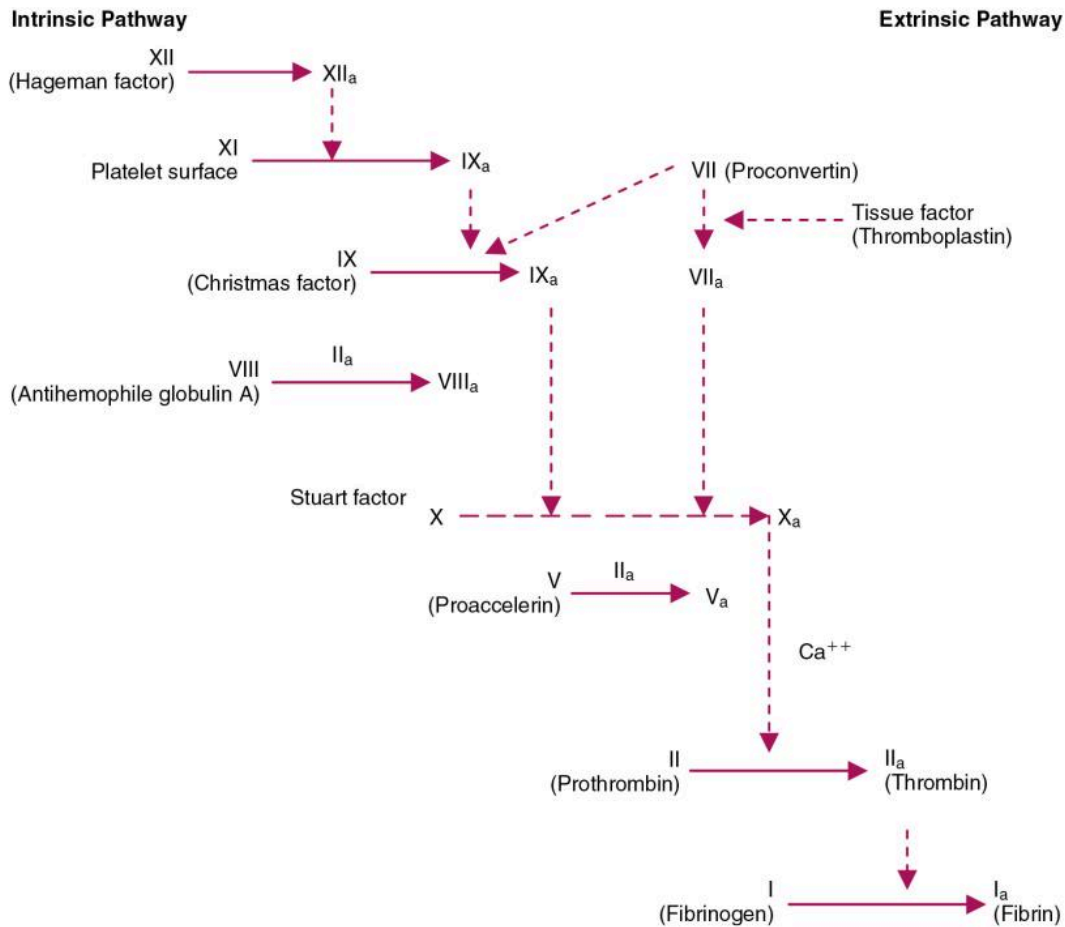 Intrinsic Pathway
Extrinsic Pathway
XII
(Hageman factor)
XIIa
XI
Platelet surface
IXa
VII (Proconvertin)
Tissue factor
(Thromboplastin)
IX
(Christmas factor)
IXa
VIIa
VIII
(Antihemophile globulin A)
IIa
VIIIa
Stuart factor
X
Xa
V
(Proaccelerin)
IIa
Va
Ca++
II
(Prothrombin)
IIa
(Thrombin)
I
(Fibrinogen)
Ia
(Fibrin)